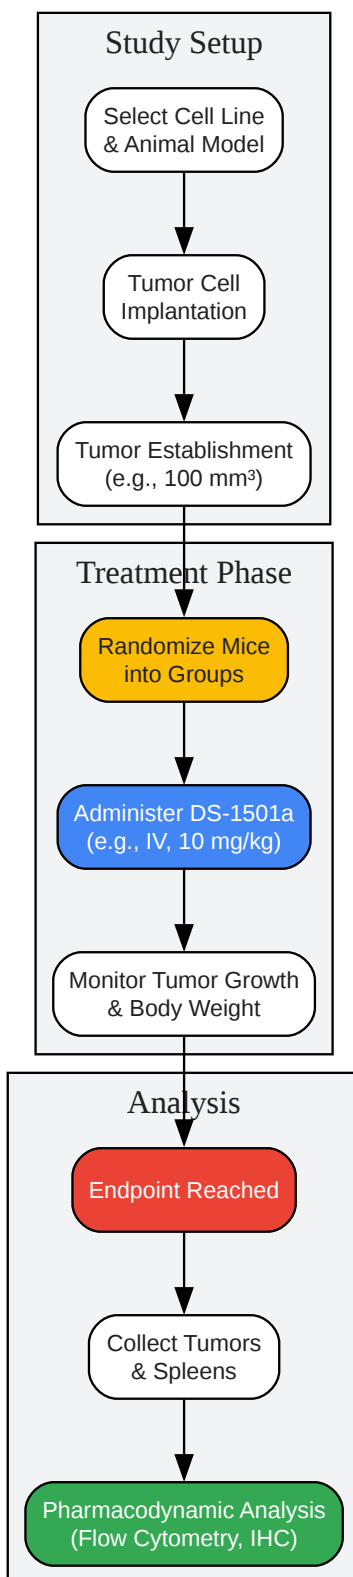 Study Setup
Select Cell Line
& Animal Model
Tumor Cell
Implantation
Tumor Establishment
(e.g., 100 mm³)
Treatment Phase
Randomize Mice
into Groups
Administer DS-1501a
(e.g., IV, 10 mg/kg)
Monitor Tumor Growth
& Body Weight
Analysis
Endpoint Reached
Collect Tumors
& Spleens
Pharmacodynamic Analysis
(Flow Cytometry, IHC)